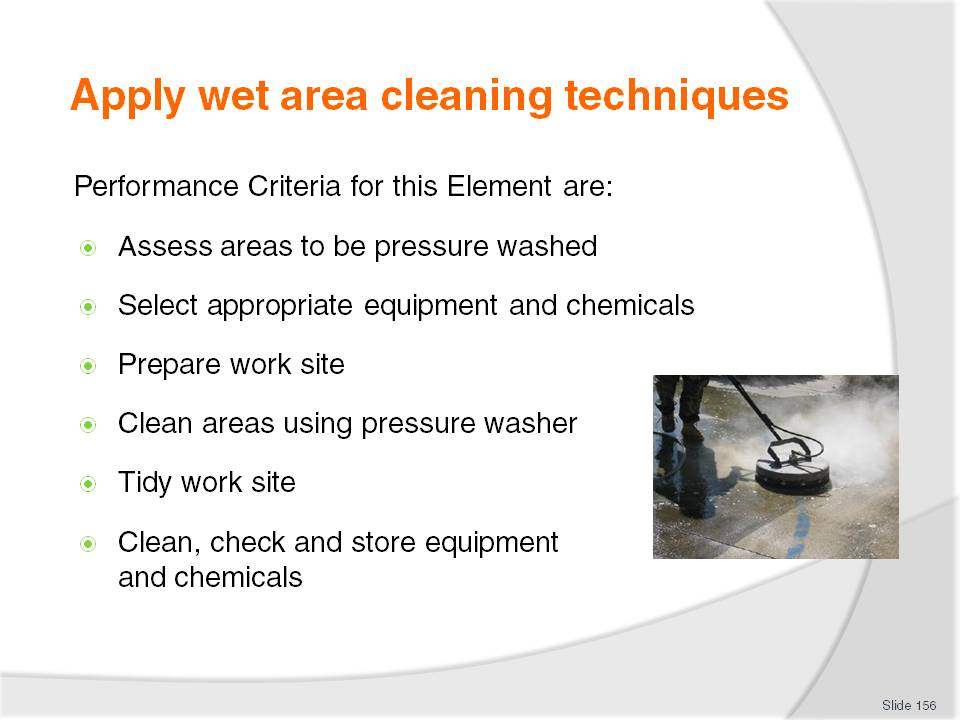 Apply wet area cleaning techniques
Performance Criteria for this Element are:
Assess areas to be pressure washed
Select appropriate equipment and chemicals
Prepare work site
Clean areas using pressure washer
Tidy work site
Clean, check and store equipment
and chemicals
Slide 156